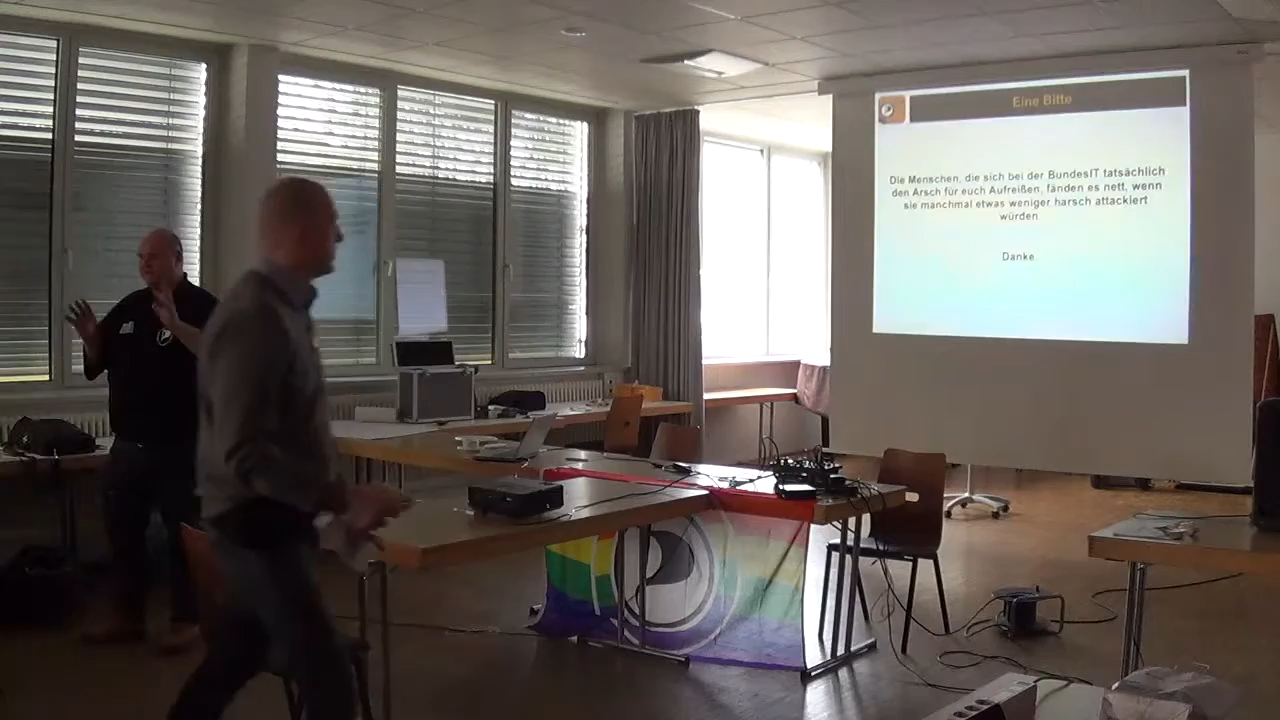 Eine Bitte
Die Menschen, die sich bei der BundesIT tatsächlich
den Arsch für euch Aufreißen, fänden es nett, wenn
sie manchmal etwas weniger harsch attackiert
würden
Danke